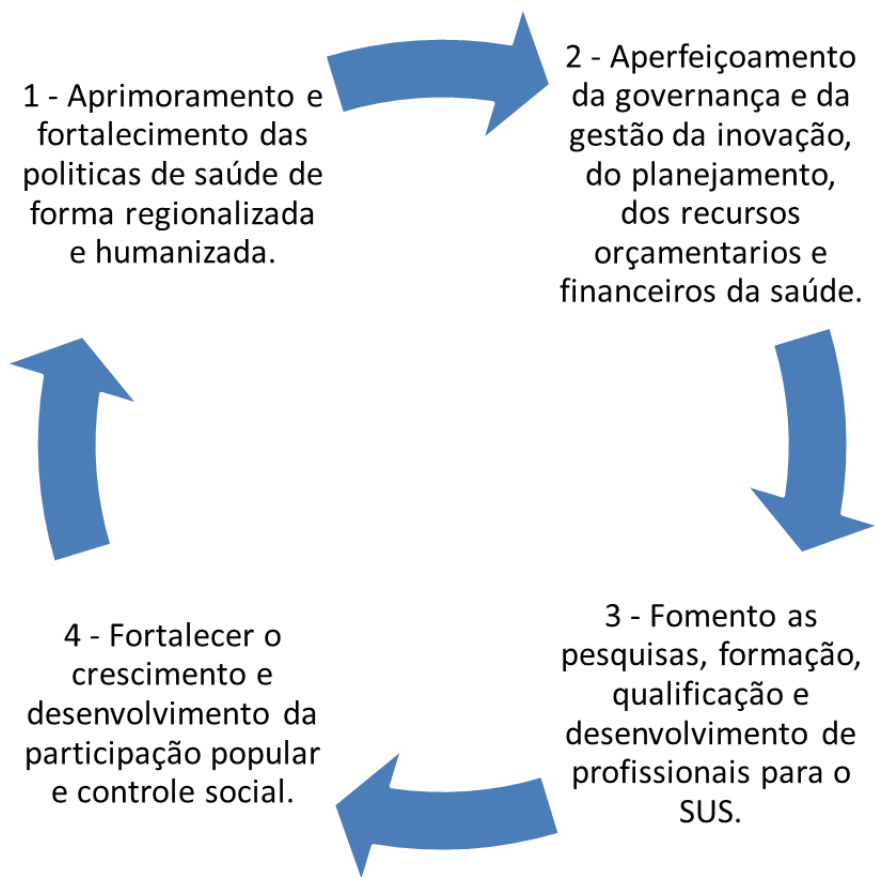 1 - Aprimoramento e
fortalecimento das
politicas de saúde de
forma regionalizada
e humanizada.
2 - Aperfeiçoamento
da governança e da
gestão da inovação,
do planejamento,
dos recursos
orçamentarios e
financeiros da saúde.
3 - Fomento as
pesquisas, formação,
qualificação e
desenvolvimento de
profissionais para o
SUS.
4 - Fortalecer o
crescimento e
desenvolvimento da
participação popular
e controle social.